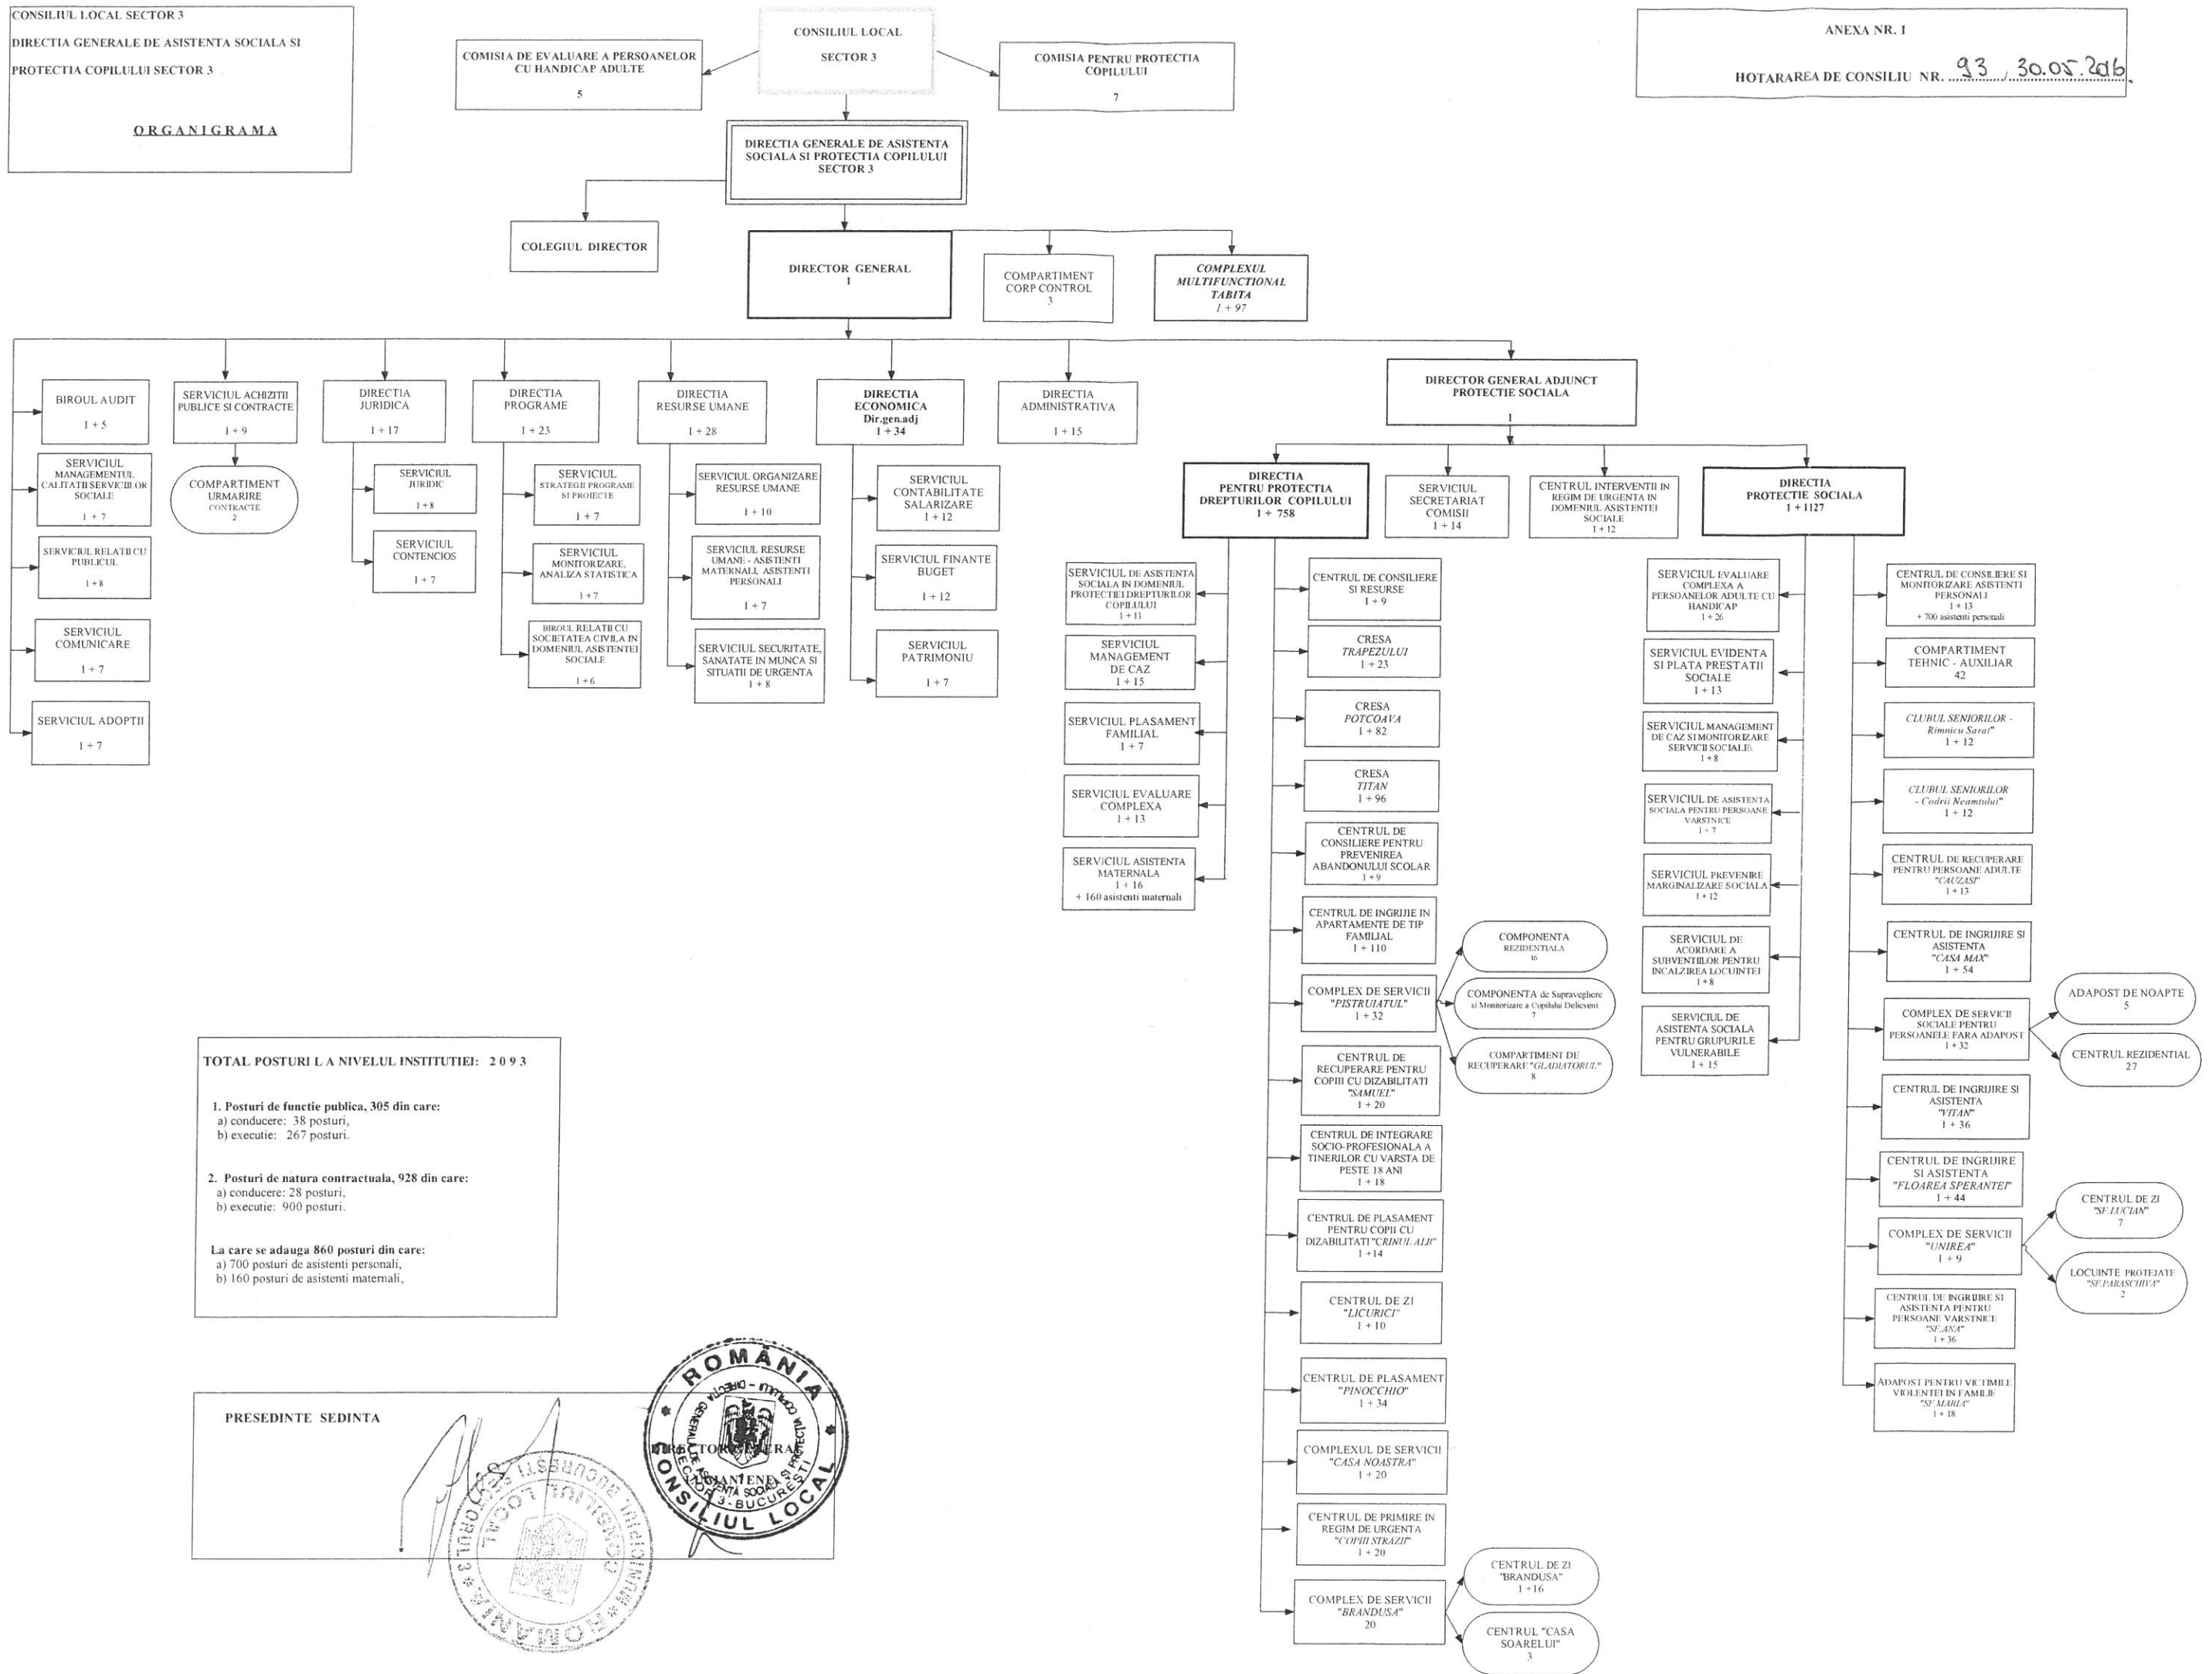 CONSILIUL LOCAL SECTOR 3
DIRECTIA GENERALE DE ASISTENTA SOCIALA SI
PROTECTIA COPILULUI SECTOR 3
ORGANIGRAMA
COMISIA DE EVALUARE A PERSOANELOR
CU HANDICAP ADULTE
5
CONSILIUL LOCAL
SECTOR 3
COMISIA PENTRU PROTECTIA
COPILULUI
7
ANEXA NR. 1
HOTARAREA DE CONSILIU NR. 93 / 30.05.2016
DIRECTIA GENERALE DE ASISTENTA
SOCIALA SI PROTECTIA COPILULUI
SECTOR 3
COLEGIUL DIRECTOR
DIRECTOR GENERAL
1
COMPARTIMENT
CORP CONTROL
3
COMPLEXUL
MULTIFUNCTIONAL
TABITA
1 + 97
BIROUL AUDIT
1 + 5
SERVICIUL
MANAGEMENTUL
CALITATII SERVICIILOR
SOCIALE
1 + 7
SERVICIUL RELATII CU
PUBLICUL
1 + 8
SERVICIUL
COMUNICARE
1 + 7
SERVICIUL ADOPTII
1 + 7
SERVICIUL ACHIZITII
PUBLICE SI CONTRACTE
1 + 9
COMPARTIMENT
URMARIRE
CONTRACTE
2
DIRECTIA
JURIDICA
1 + 17
SERVICIUL
JURIDIC
1 + 8
SERVICIUL
CONTENCIOS
1 + 7
DIRECTIA
PROGRAME
1 + 23
SERVICIUL
STRATEGII PROGRAME
SI PROIECTE
1 + 7
SERVICIUL
MONITORIZARE,
ANALIZA STATISTICA
1 + 7
BIROUL RELATII CU
SOCIETATEA CIVILA IN
DOMENIUL ASISTENTEI
SOCIALE
1 + 6
DIRECTIA
RESURSE UMANE
1 + 28
SERVICIUL ORGANIZARE
RESURSE UMANE
1 + 10
SERVICIUL RESURSE
UMANE - ASISTENTI
MATERNALI, ASISTENTI
PERSONALI
1 + 7
SERVICIUL SECURITATE,
SANATATE IN MUNCA SI
SITUATII DE URGENTA
1 + 8
DIRECTIA
ECONOMICA
Dir.gen.adj
1 + 34
SERVICIUL
CONTABILITATE
SALARIZARE
1 + 12
SERVICIUL FINANTE
BUGET
1 + 12
SERVICIUL
PATRIMONIU
1 + 7
DIRECTIA
ADMINISTRATIVA
1 + 15
DIRECTOR GENERAL ADJUNCT
PROTECTIE SOCIALA
1
DIRECTIA
PENTRU PROTECTIA
DREPTURILOR COPILULUI
1 + 758
SERVICIUL
SECRETARIAT
COMISII
1 + 14
CENTRUL INTERVENTII IN
REGIM DE URGENTA IN
DOMENIUL ASISTENTEI
SOCIALE
1 + 12
DIRECTIA
PROTECTIE SOCIALA
1 + 1127
SERVICIUL DE ASISTENTA
SOCIALA IN DOMENIUL
PROTECTIEI DREPTURILOR
COPILULUI
1 + 11
SERVICIUL
MANAGEMENT
DE CAZ
1 + 15
SERVICIUL PLASAMENT
FAMILIAL
1 + 7
SERVICIUL EVALUARE
COMPLEXA
1 + 13
SERVICIUL ASISTENTA
MATERNALA
1 + 16
+ 160 asistenti maternali
CENTRUL DE CONSILIERE
SI RESURSE
1 + 9
CRESA
TRAPEZULUI
1 + 23
CRESA
POTCOAVA
1 + 82
CRESA
TITAN
1 + 96
CENTRUL DE
CONSILIERE PENTRU
PREVENIREA
ABANDONULUI SCOLAR
1 + 9
CENTRUL DE INGRIJIE IN
APARTAMENTE DE TIP
FAMILIAL
1 + 110
COMPLEX DE SERVICII
"PISTRUIATUL"
1 + 32
COMPONENTA
REZIDENTIALA
16
COMPONENTA de Supraveghere
si Monitorizare a Copilului Delicvent
7
COMPARTIMENT DE
RECUPERARE "GLADIATORUL"
8
CENTRUL DE
RECUPERARE PENTRU
COPIII CU DIZABILITATI
"SAMUEL"
1 + 20
CENTRUL DE INTEGRARE
SOCIO-PROFESIONALA A
TINERILOR CU VARSTA DE
PESTE 18 ANI
1 + 18
CENTRUL DE PLASAMENT
PENTRU COPII CU
DIZABILITATI "CRINUL ALB"
1 +14
CENTRUL DE ZI
"LICURICI"
1 + 10
CENTRUL DE PLASAMENT
"PINOCCHIO"
1 + 34
COMPLEXUL DE SERVICII
"CASA NOASTRA"
1 + 20
CENTRUL DE PRIMIRE IN
REGIM DE URGENTA
"COPIII STRAZII"
1 + 20
COMPLEX DE SERVICII
"BRANDUSA"
20
CENTRUL DE ZI
"BRANDUSA"
1 +16
CENTRUL "CASA
SOARELUI"
3
SERVICIUL EVALUARE
COMPLEXA A
PERSOANELOR ADULTE CU
HANDICAP
1 + 26
SERVICIUL EVIDENTA
SI PLATA PRESTATII
SOCIALE
1 + 13
SERVICIUL MANAGEMENT
DE CAZ SI MONITORIZARE
SERVICII SOCIALE\
1 + 8
SERVICIUL DE ASISTENTA
SOCIALA PENTRU PERSOANE
VARSTNICE
1 + 7
SERVICIUL PREVENIRE
MARGINALIZARE SOCIALA
1 + 12
SERVICIUL DE
ACORDARE A
SUBVENTIILOR PENTRU
INCALZIREA LOCUINTEI
1 + 8
SERVICIUL DE
ASISTENTA SOCIALA
PENTRU GRUPURILE
VULNERABILE
1 + 15
CENTRUL DE CONSILIERE SI
MONITORIZARE ASISTENTI
PERSONALI
1 + 13
+ 700 asistenti personali
COMPARTIMENT
TEHNIC - AUXILIAR
42
CLUBUL SENIORILOR -
Rimnicu Sarat"
1 + 12
CLUBUL SENIORILOR
- Codrii Neamtului"
1 + 12
CENTRUL DE RECUPERARE
PENTRU PERSOANE ADULTE
"CAUZASI"
1 + 13
CENTRUL DE INGRIJIRE SI
ASISTENTA
"CASA MAX"
1 + 54
COMPLEX DE SERVICII
SOCIALE PENTRU
PERSOANELE FARA ADAPOST
1 + 32
ADAPOST DE NOAPTE
5
CENTRUL REZIDENTIAL
27
CENTRUL DE INGRIJIRE SI
ASISTENTA
"VITAN"
1 + 36
CENTRUL DE INGRIJIRE
SI ASISTENTA
"FLOAREA SPERANTEI"
1 + 44
COMPLEX DE SERVICII
"UNIREA"
1 + 9
CENTRUL DE ZI
"SF.LUCIAN"
7
LOCUINTE PROTEJATE
"SF.PARASCHIVA"
2
CENTRUL DE INGRIJIRE SI
ASISTENTA PENTRU
PERSOANE VARSTNICE
"SF.ANA"
1 + 36
ADAPOST PENTRU VICTIMILE
VIOLENTEI IN FAMILIE
"SF.MARIA"
1 + 18
TOTAL POSTURI L A NIVELUL INSTITUTIEI: 2 0 9 3
1. Posturi de functie publica, 305 din care:
a) conducere: 38 posturi,
b) executie: 267 posturi.
2. Posturi de natura contractuala, 928 din care:
a) conducere: 28 posturi,
b) executie: 900 posturi.
La care se adauga 860 posturi din care:
a) 700 posturi de asistenti personali,
b) 160 posturi de asistenti maternali,
PRESEDINTE SEDINTA
DIRECTOR GENERAL
ROMÂNIA
CONSILIUL LOCAL
DIRECŢIA GENERALĂ DE ASISTENŢĂ SOCIALĂ ŞI PROTECŢIA COPILULUI
SECTOR 3 - BUCUREŞTI
ROMANIA * MUNICIPIUL BUCUREŞTI * SECTORUL 3
CONSILIUL LOCAL